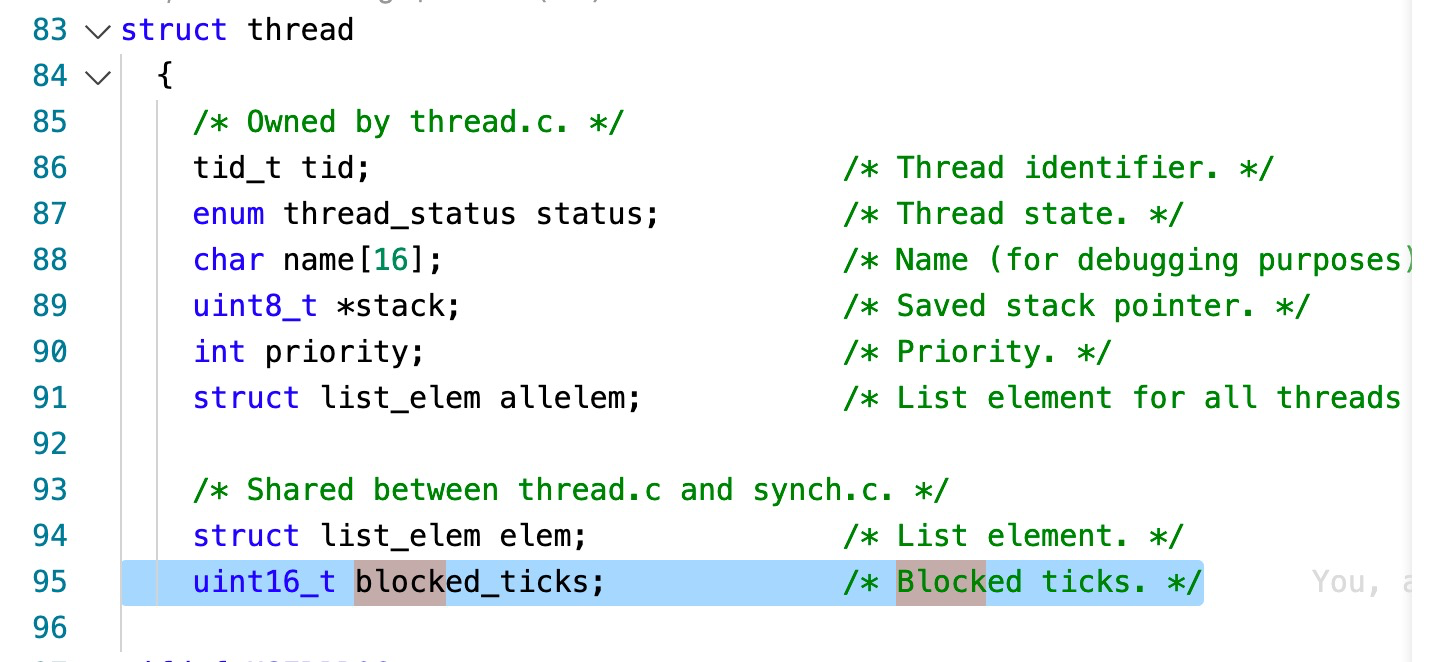 83 struct thread
84 {
85 /* Owned by thread.c. */
86 tid_t tid; /* Thread identifier. */
87 enum thread_status status; /* Thread state. */
88 char name[16]; /* Name (for debugging purposes)
89 uint8_t *stack; /* Saved stack pointer. */
90 int priority; /* Priority. */
91 struct list_elem allelem; /* List element for all threads
92
93 /* Shared between thread.c and synch.c. */
94 struct list_elem elem; /* List element. */
95 uint16_t blocked_ticks; /* Blocked ticks. */ You,
96